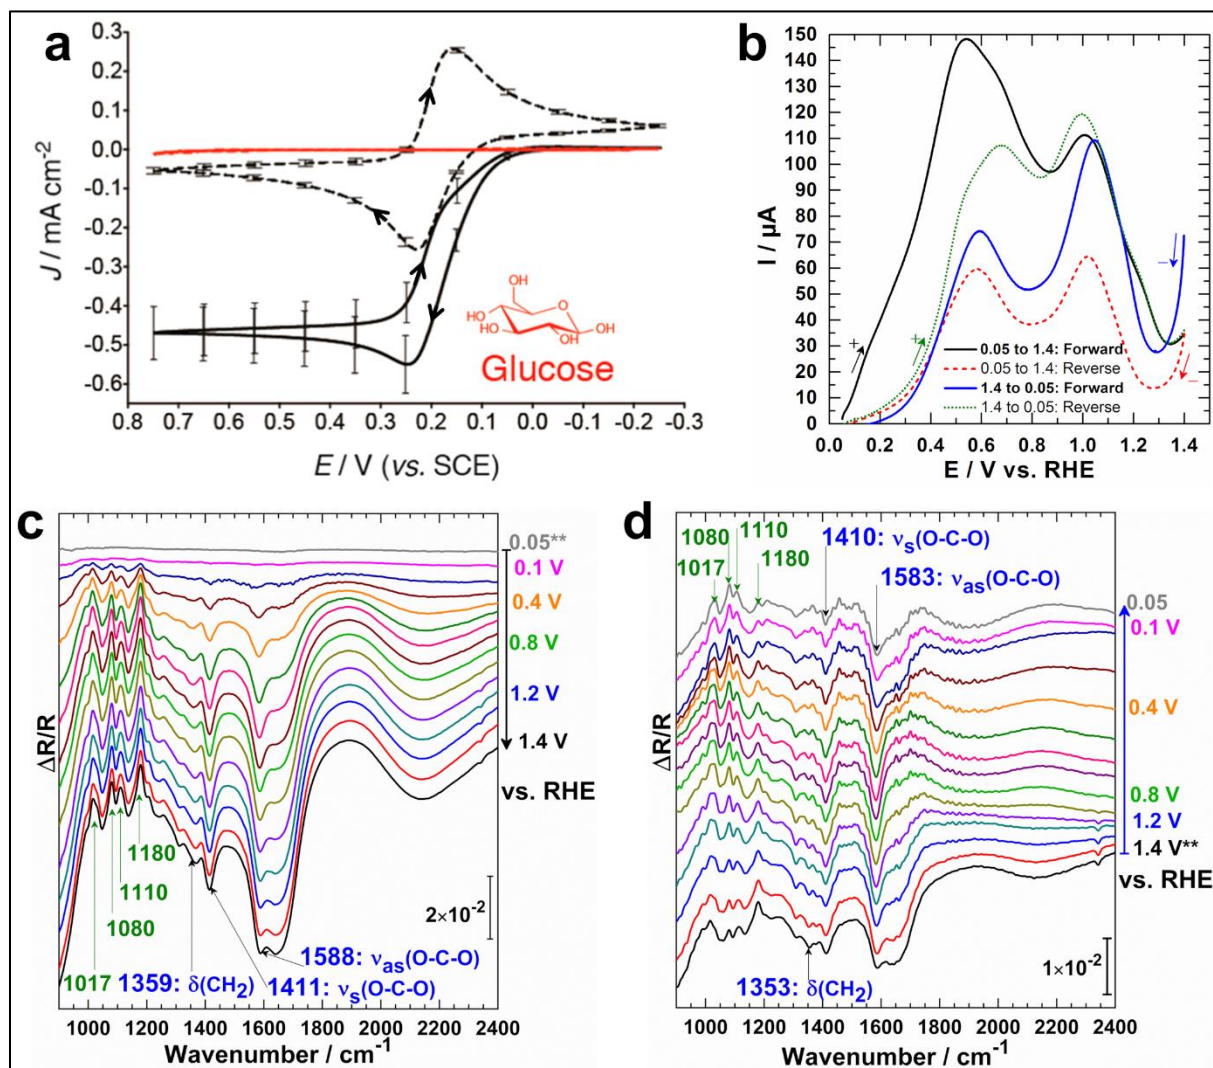 a
0.3
0.2
0.1
0.0
-0.1
-0.2
-0.3
-0.4
-0.5
-0.6
J / mA cm-2
0.8 0.7 0.6 0.5 0.4 0.3 0.2 0.1 0.0 -0.1 -0.2 -0.3
E / V (vs. SCE)
OH
HO
HO
OH
OH
O
Glucose
b
150
140
130
120
110
100
90
80
70
60
50
40
30
20
10
0
I / µA
+
+
−
−
0.05 to 1.4: Forward
0.05 to 1.4: Reverse
1.4 to 0.05: Forward
1.4 to 0.05: Reverse
0.0 0.2 0.4 0.6 0.8 1.0 1.2 1.4
E / V vs. RHE
c
0.05**
0.1 V
0.4 V
0.8 V
1.2 V
1.4 V
vs. RHE
ΔR/R
1180
1110
1080
1017
2×10-2
1588: νas(O-C-O)
1359: δ(CH2)
1411: νs(O-C-O)
1000 1200 1400 1600 1800 2000 2200 2400
Wavenumber / cm-1
d
1110
1080
1180
1017
1410: νs(O-C-O)
1583: νas(O-C-O)
0.05
0.1 V
0.4 V
0.8 V
1.2 V
1.4 V**
vs. RHE
ΔR/R
1×10-2
1353: δ(CH2)
1000 1200 1400 1600 1800 2000 2200 2400
Wavenumber / cm-1